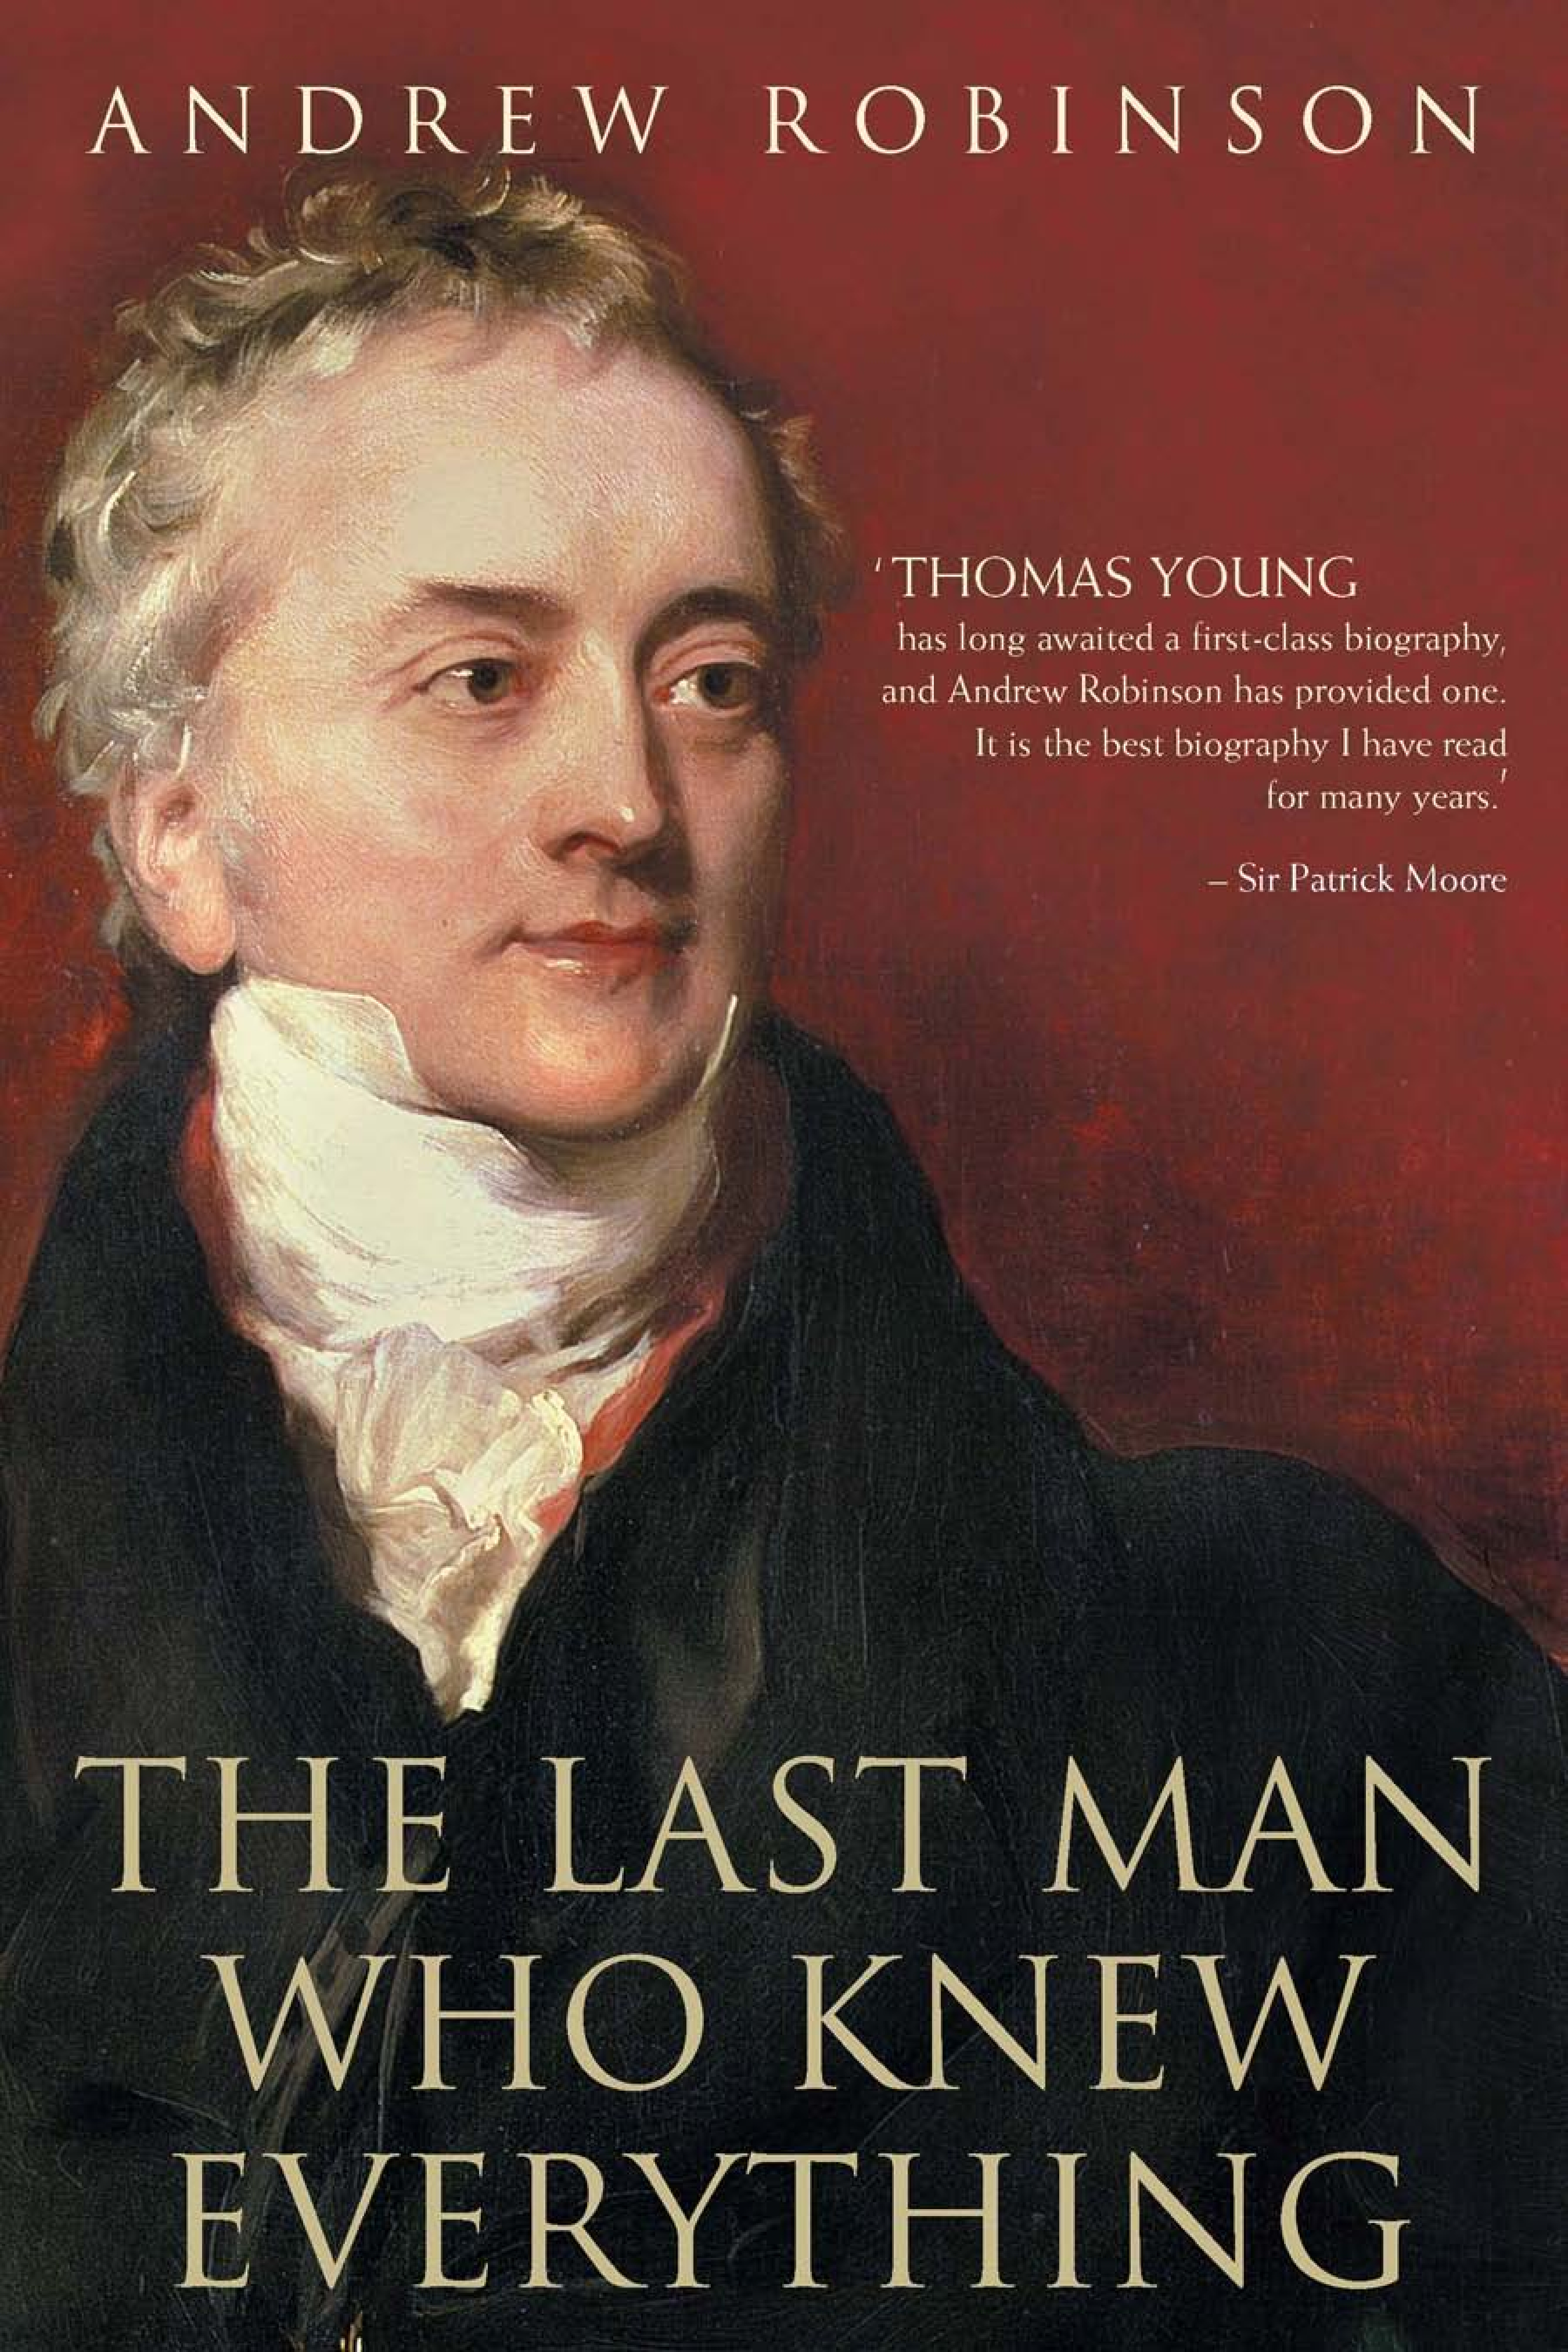 ANDREW ROBINSON
‘THOMAS YOUNG
has long awaited a first-class biography,
and Andrew Robinson has provided one.
It is the best biography I have read
for many years.’
– Sir Patrick Moore
THE LAST MAN
WHO KNEW
EVERYTHING